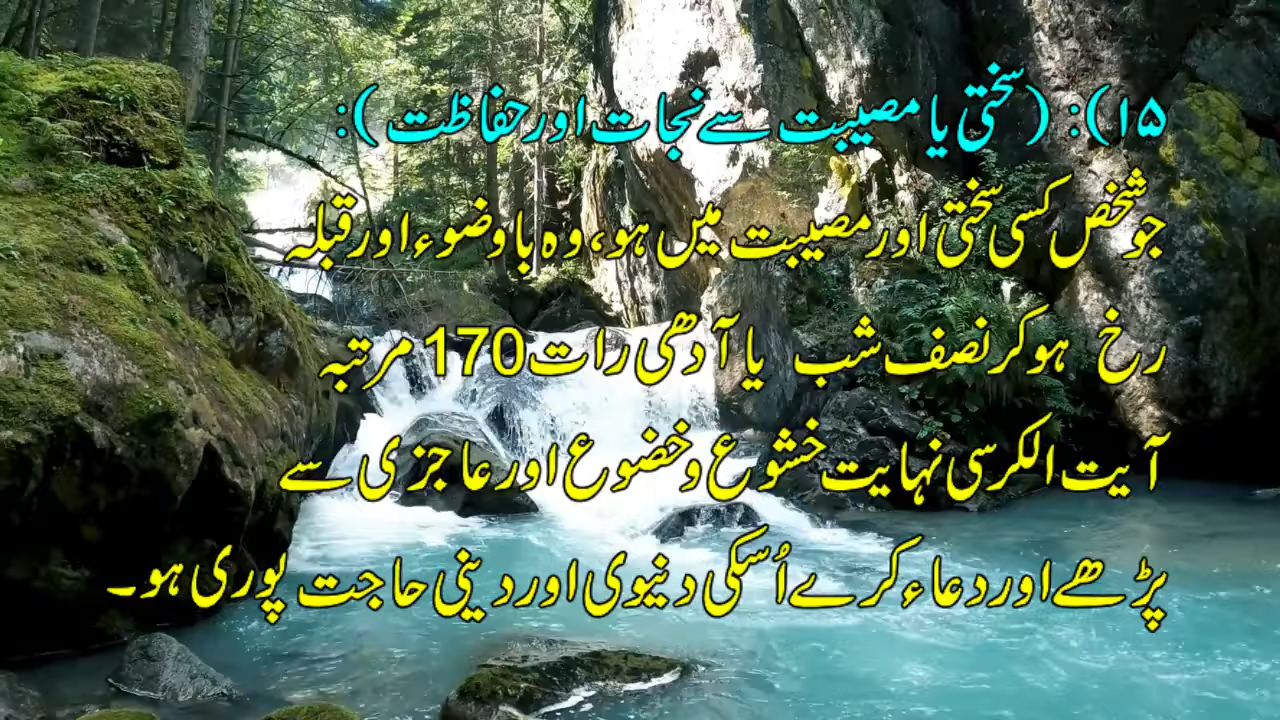 ۱۵): (سختی یا مصیبت سے نجات اور حفاظت):
جو شخص کسی سختی اور مصیبت میں ہو، وہ باوضوء اور قبلہ
رخ ہو کر نصف شب یا آدھی رات 170 مرتبہ
آیت الکرسی نہایت خشوع و خضوع اور عاجزی سے
پڑھے اور دعاء کرے اُسکی دنیوی اور دینی حاجت پوری ہو۔